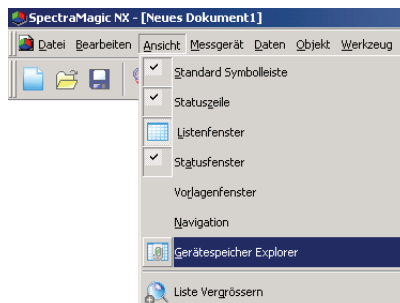 SpectraMagic NX - [Neues Dokument1]
Datei Bearbeiten Ansicht Messgerät Daten Objekt Werkzeug
Standard Symbolleiste
Statuszeile
Listenfenster
Statusfenster
Vorlagenfenster
Navigation
Gerätespeicher Explorer
Liste Vergrössern